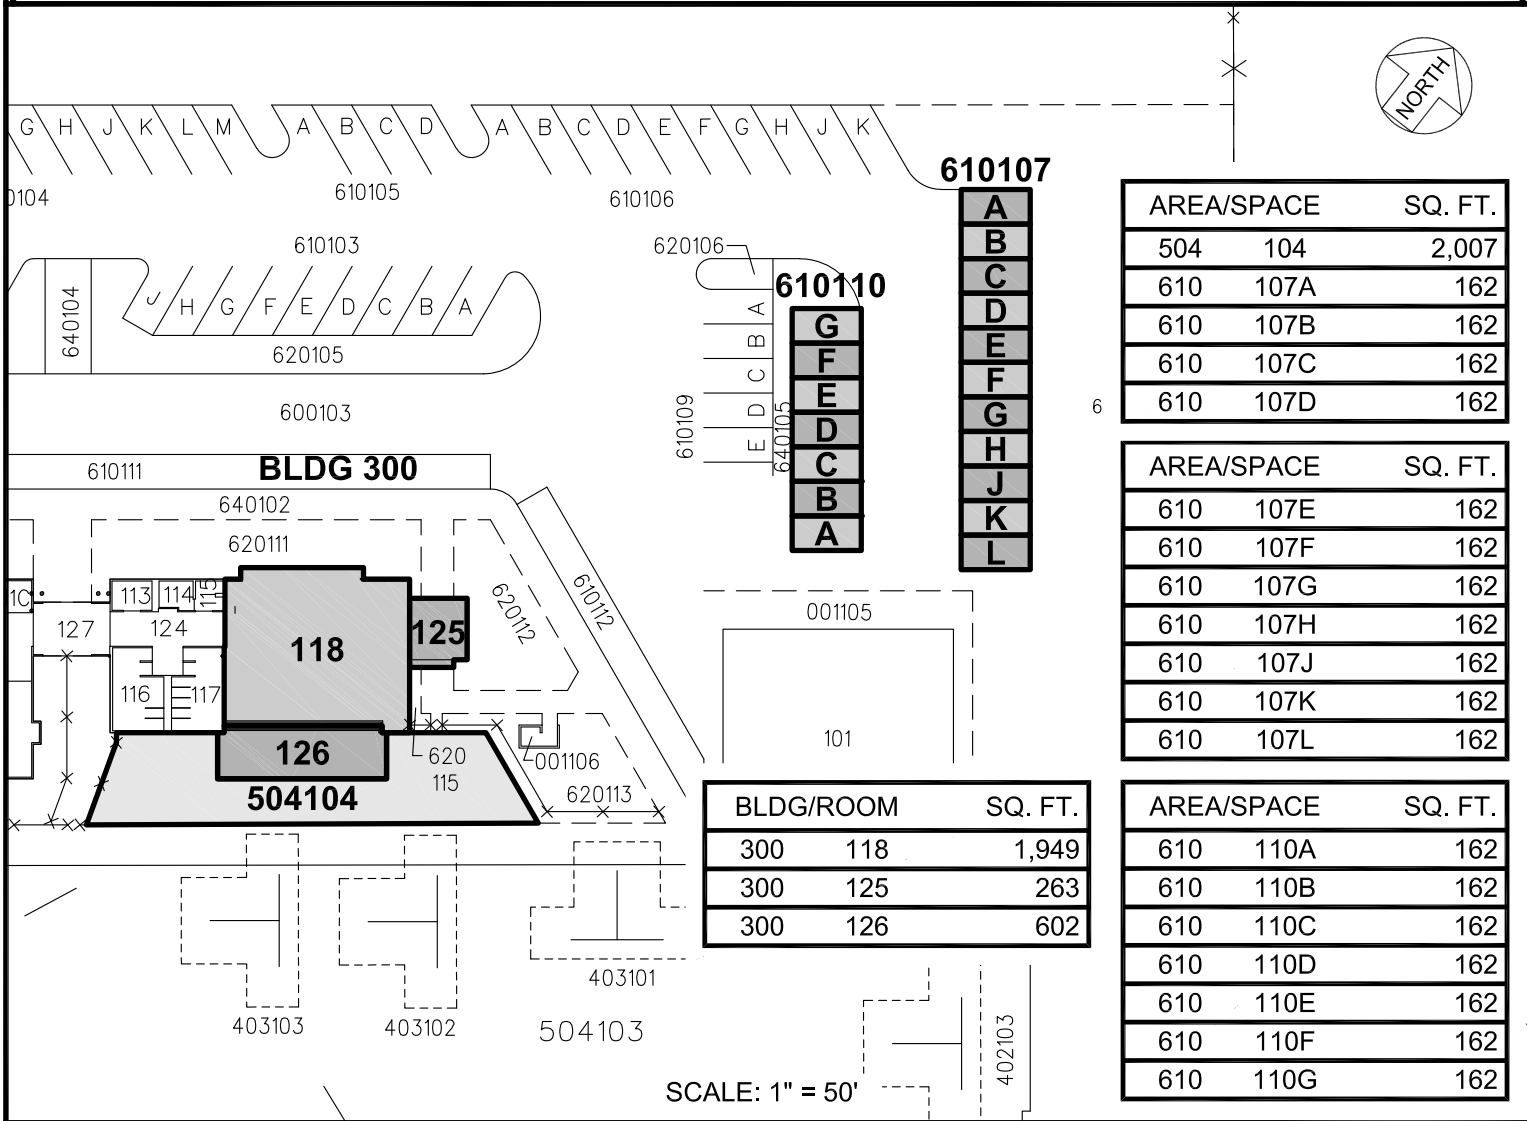 NORTH
G H J K L M A B C D A B C D E F G H J K
0104
610105
610106
610107
A
B
C
D
E
F
G
H
J
K
L
610103
620106
610110
G
F
E
D
C
B
A
640104
J H G F E D C B A
620105
600103
A
B
C
D
E
610109
640105
6
610111
BLDG 300
640102
620111
1C
113
114
115
127
124
118
125
620112
610112
116
117
126
504104
620
115
001106
620113
001105
101
403103
403102
403101
504103
402103
SCALE: 1" = 50'
AREA/SPACE SQ. FT.
504 104 2,007
610 107A 162
610 107B 162
610 107C 162
610 107D 162
AREA/SPACE SQ. FT.
610 107E 162
610 107F 162
610 107G 162
610 107H 162
610 107J 162
610 107K 162
610 107L 162
BLDG/ROOM SQ. FT.
300 118 1,949
300 125 263
300 126 602
AREA/SPACE SQ. FT.
610 110A 162
610 110B 162
610 110C 162
610 110D 162
610 110E 162
610 110F 162
610 110G 162